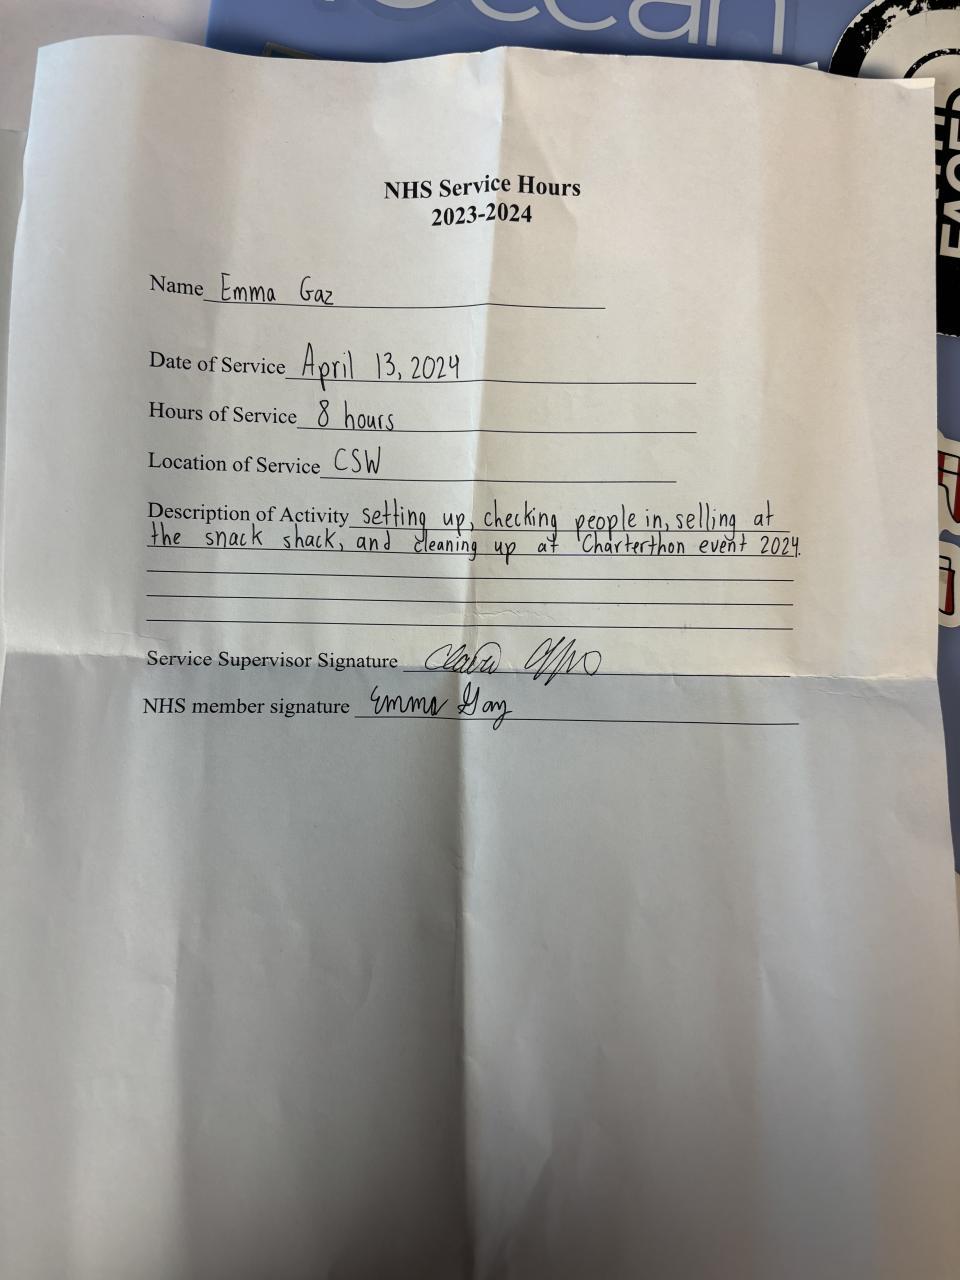 occan
FACED
NHS Service Hours
2023-2024
Name Emma Gaz
Date of Service April 13, 2024
Hours of Service 8 hours
Location of Service CSW
Description of Activity setting up, checking people in, selling at
the snack shack, and cleaning up at Charterthon event 2024.
Service Supervisor Signature
NHS member signature Emma Gaz